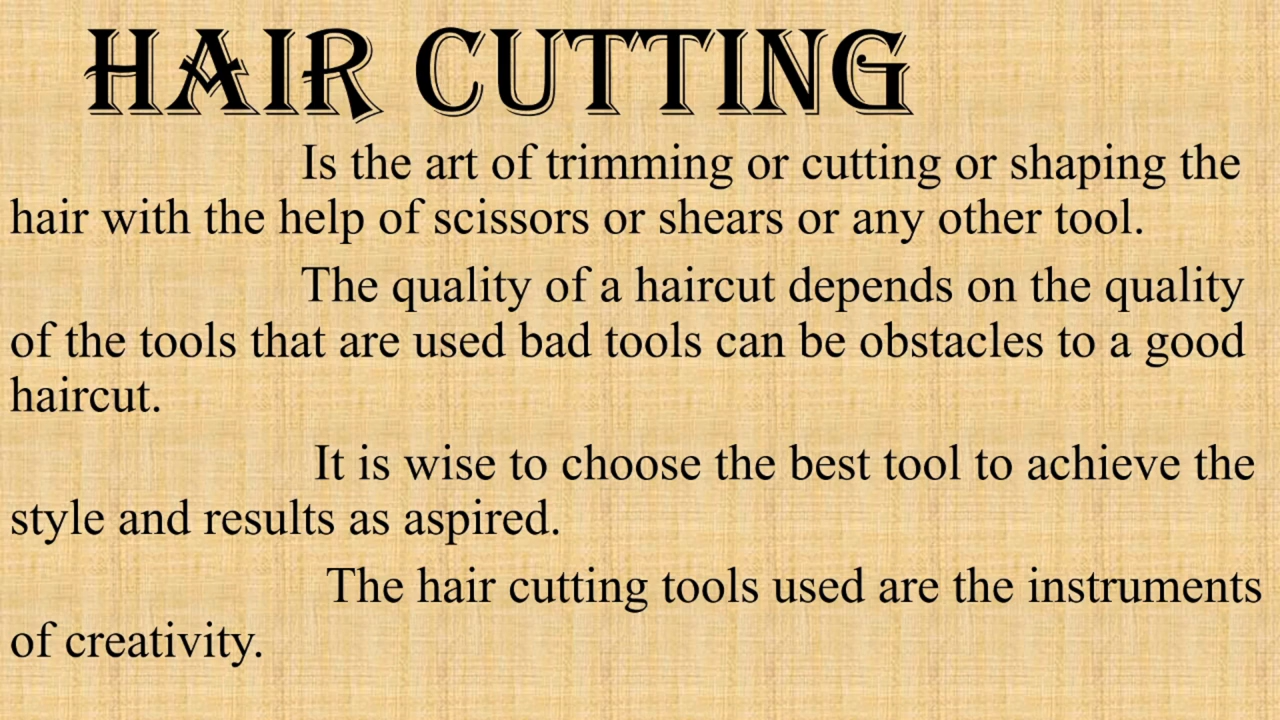 HAIR CUTTING
Is the art of trimming or cutting or shaping the
hair with the help of scissors or shears or any other tool.
The quality of a haircut depends on the quality
of the tools that are used bad tools can be obstacles to a good
haircut.
It is wise to choose the best tool to achieve the
style and results as aspired.
The hair cutting tools used are the instruments
of creativity.